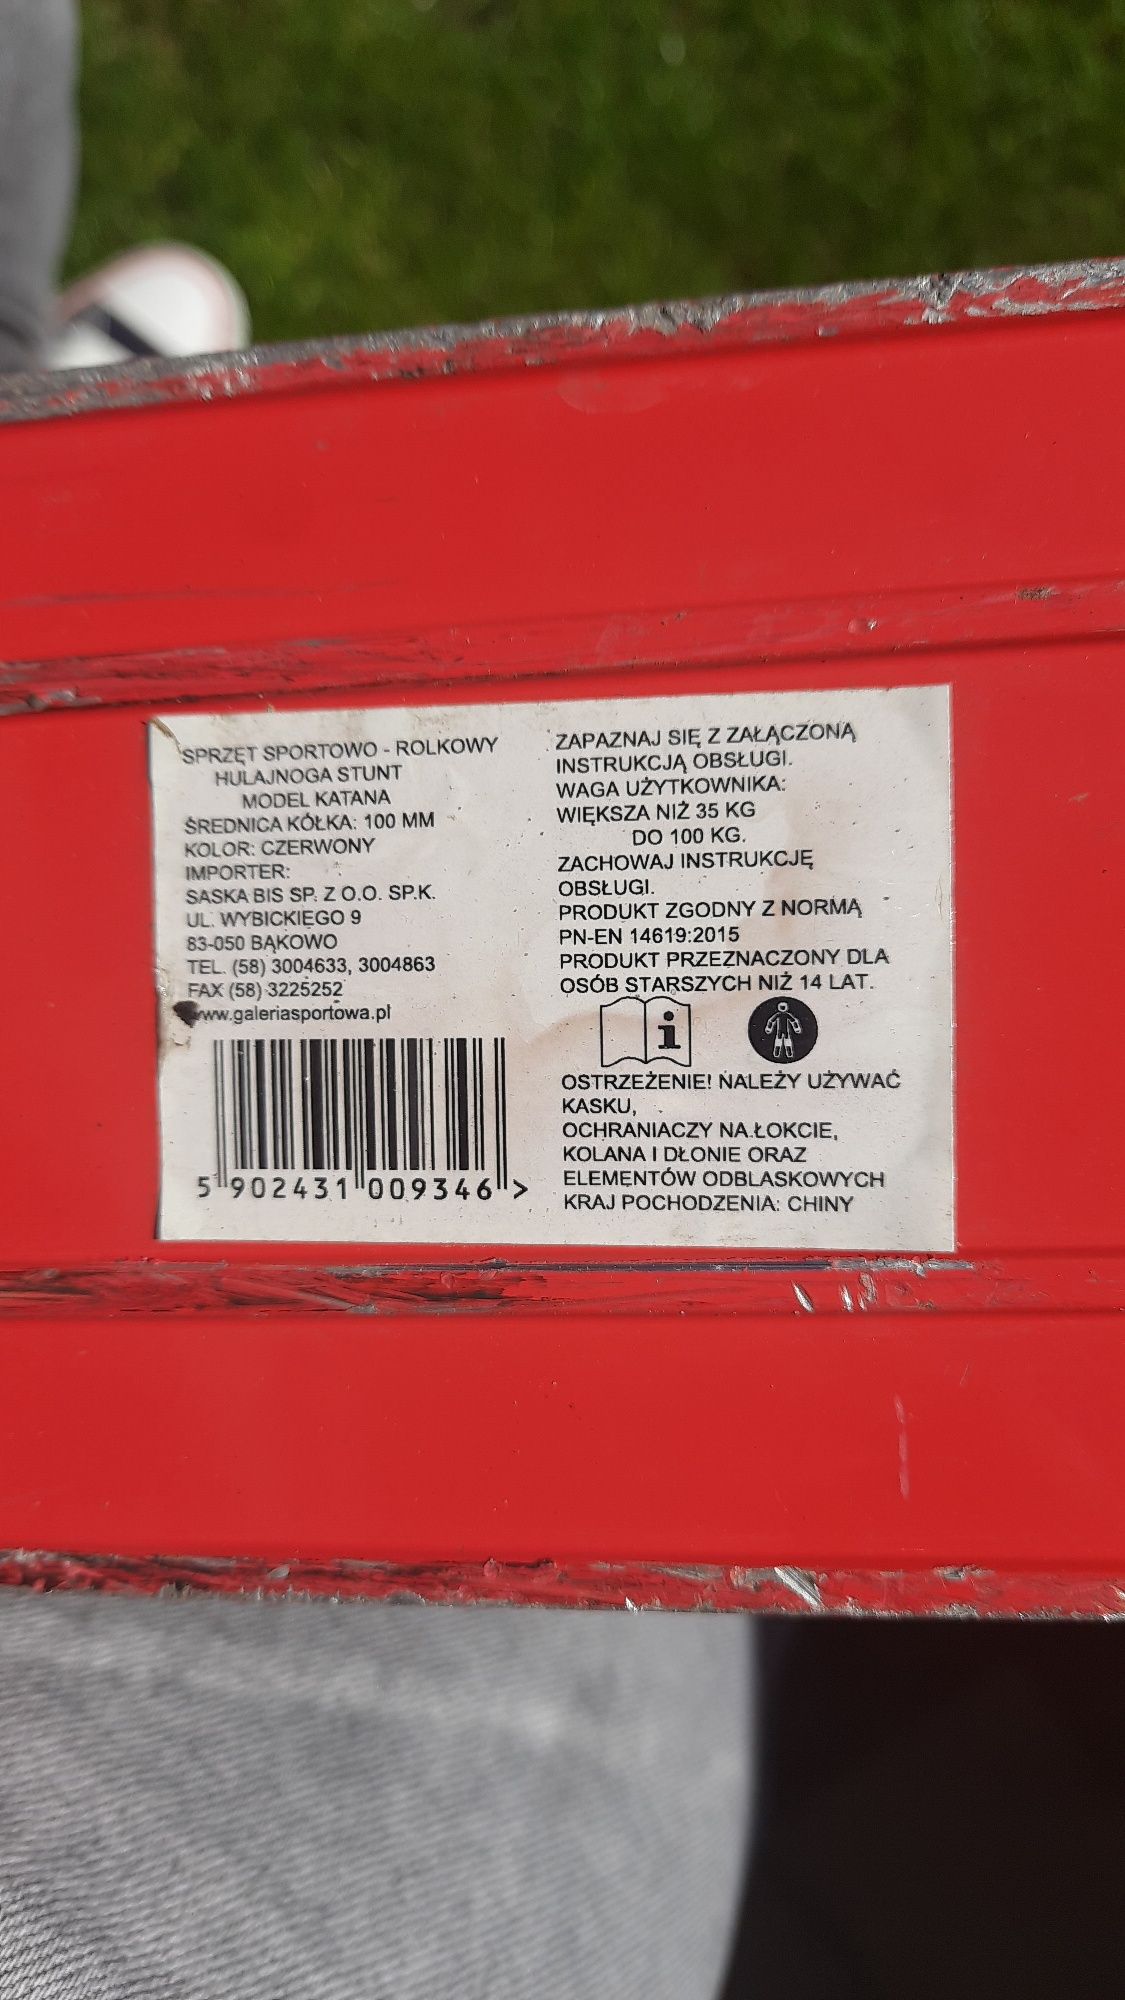 SPRZĘT SPORTOWO - ROLKOWY
HULAJNOGA STUNT
MODEL KATANA
ŚREDNICA KÓŁKA: 100 MM
KOLOR: CZERWONY
IMPORTER:
SASKA BIS SP. Z O.O. SP.K.
UL. WYBICKIEGO 9
83-050 BĄKOWO
TEL. (58) 3004633, 3004863
FAX (58) 3225252
www.galeriasportowa.pl
5 902431 009346 >
ZAPAZNAJ SIĘ Z ZAŁĄCZONĄ
INSTRUKCJĄ OBSŁUGI.
WAGA UŻYTKOWNIKA:
WIĘKSZA NIŻ 35 KG
DO 100 KG.
ZACHOWAJ INSTRUKCJĘ
OBSŁUGI.
PRODUKT ZGODNY Z NORMĄ
PN-EN 14619:2015
PRODUKT PRZEZNACZONY DLA
OSÓB STARSZYCH NIŻ 14 LAT.
i
OSTRZEŻENIE! NALEŻY UŻYWAĆ
KASKU,
OCHRANIACZY NA ŁOKCIE,
KOLANA I DŁONIE ORAZ
ELEMENTÓW ODBLASKOWYCH
KRAJ POCHODZENIA: CHINY